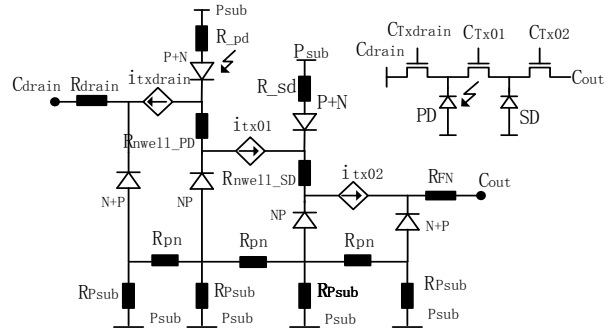 Psub
R_pd
P+N
Psub
CTxdrain
CTx01
CTx02
Cdrain
Cout
PD
SD
Cdrain
Rdrain
itxdrain
R_sd
P+N
itx01
Rnwell_PD
Rnwell_SD
itx02
RFN
Cout
N+P
NP
NP
N+P
Rpn
Rpn
Rpn
RPsub
RPsub
RPsub
RPsub
Psub
Psub
Psub
Psub